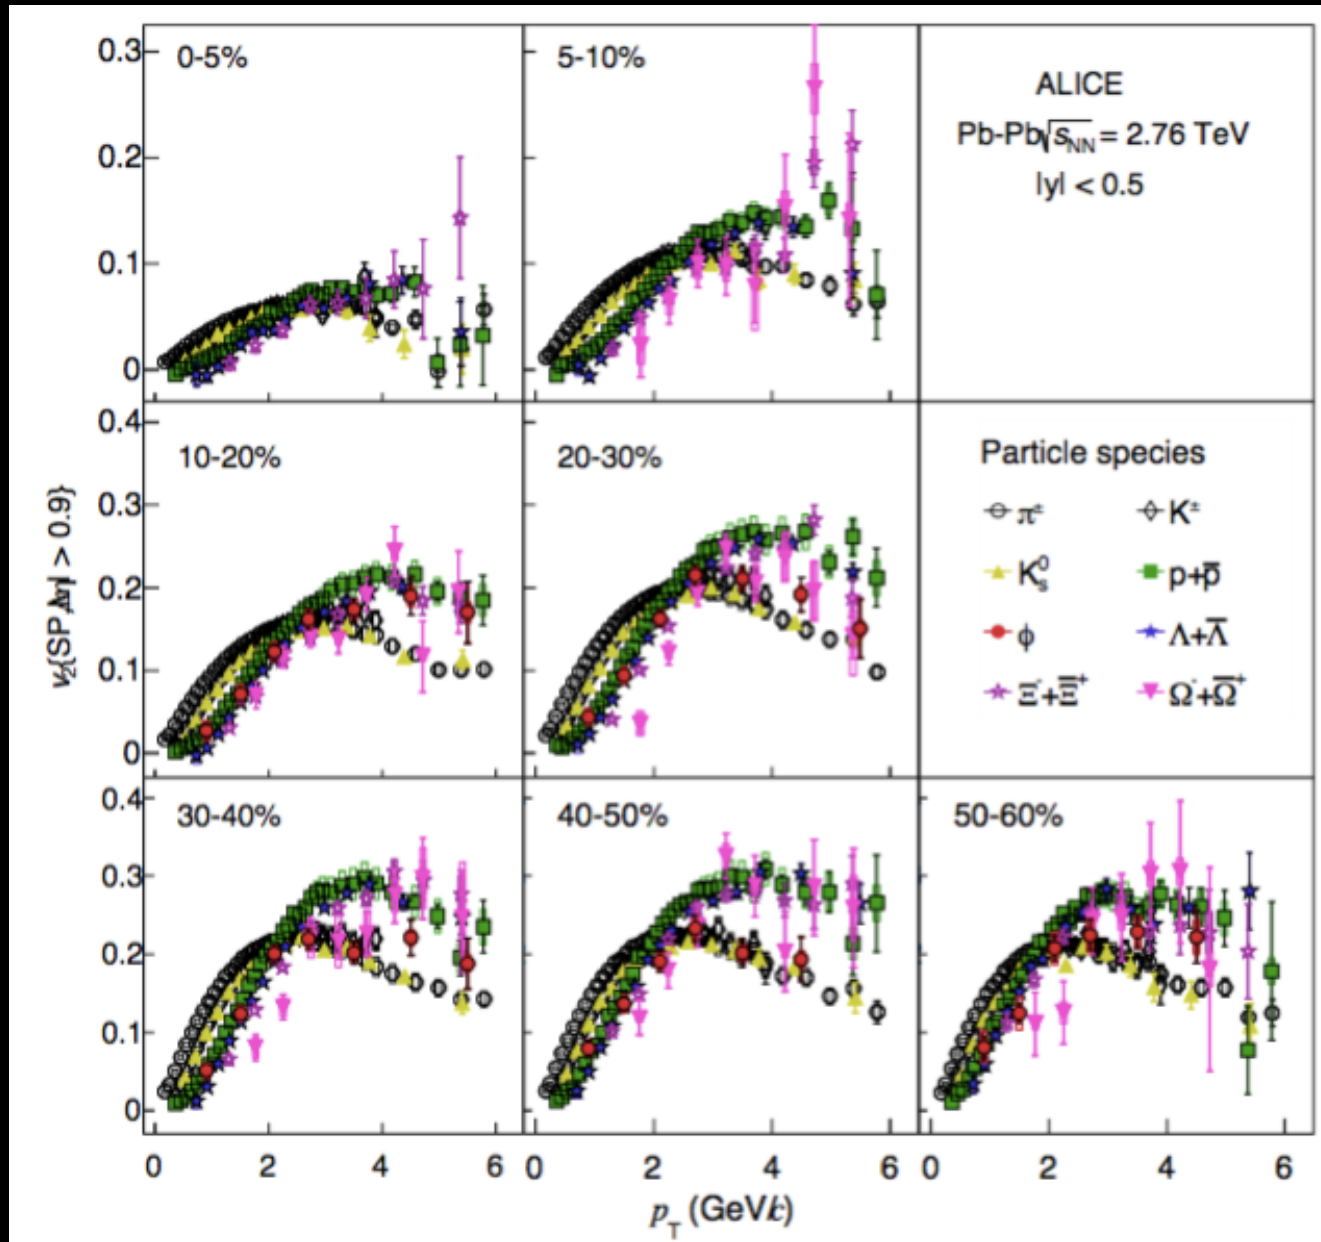 0-5%
5-10%
ALICE
Pb-Pb√sNN = 2.76 TeV
|y| < 0.5
0.3
0.2
0.1
0
10-20%
20-30%
Particle species
π±
K±
K0s
p+p̅
ϕ
Λ+Λ̅
Ξ-+Ξ̅+
Ω-+Ω̅+
0.4
0.3
0.2
0.1
0
v2{SP,|Δη| > 0.9}
30-40%
40-50%
50-60%
0.4
0.3
0.2
0.1
0
0 2 4 6 0 2 4 6 0 2 4 6
pT (GeV/c)